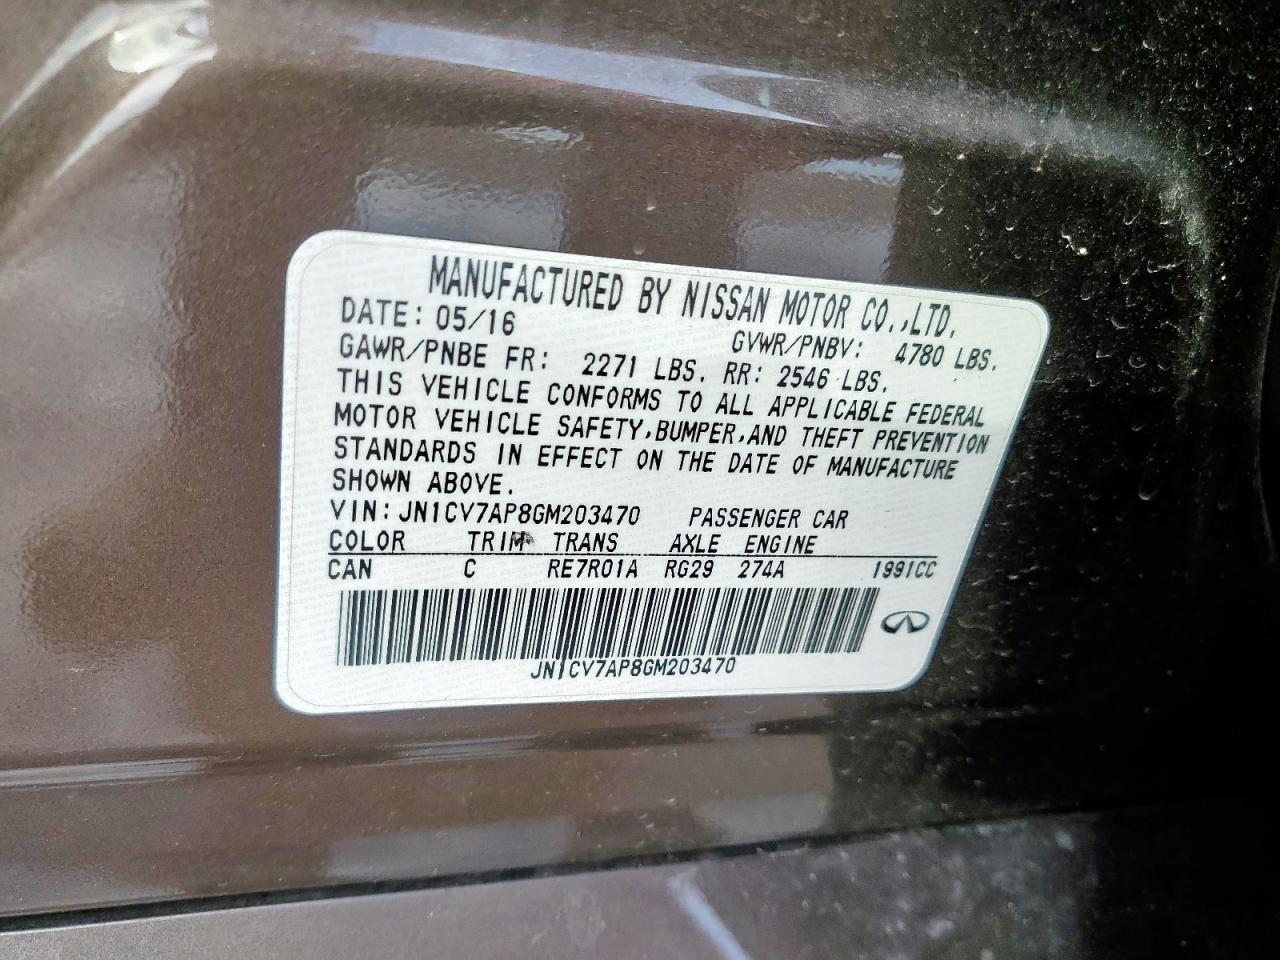 MANUFACTURED BY NISSAN MOTOR CO.,LTD.
DATE: 05/16 GVWR/PNBV: 4780 LBS.
GAWR/PNBE FR: 2271 LBS. RR: 2546 LBS.
THIS VEHICLE CONFORMS TO ALL APPLICABLE FEDERAL
MOTOR VEHICLE SAFETY,BUMPER,AND THEFT PREVENTION
STANDARDS IN EFFECT ON THE DATE OF MANUFACTURE
SHOWN ABOVE.
VIN: JN1CV7AP8GM203470 PASSENGER CAR
COLOR TRIM TRANS AXLE ENGINE
CAN C RE7R01A RG29 274A 1991CC
JN1CV7AP8GM203470